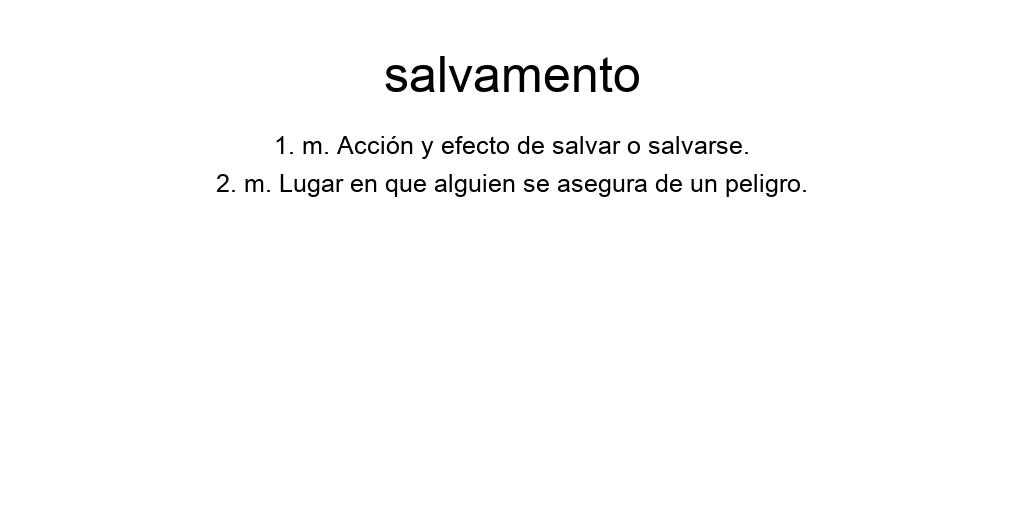 salvamento
1. m. Acción y efecto de salvar o salvarse.
2. m. Lugar en que alguien se asegura de un peligro.